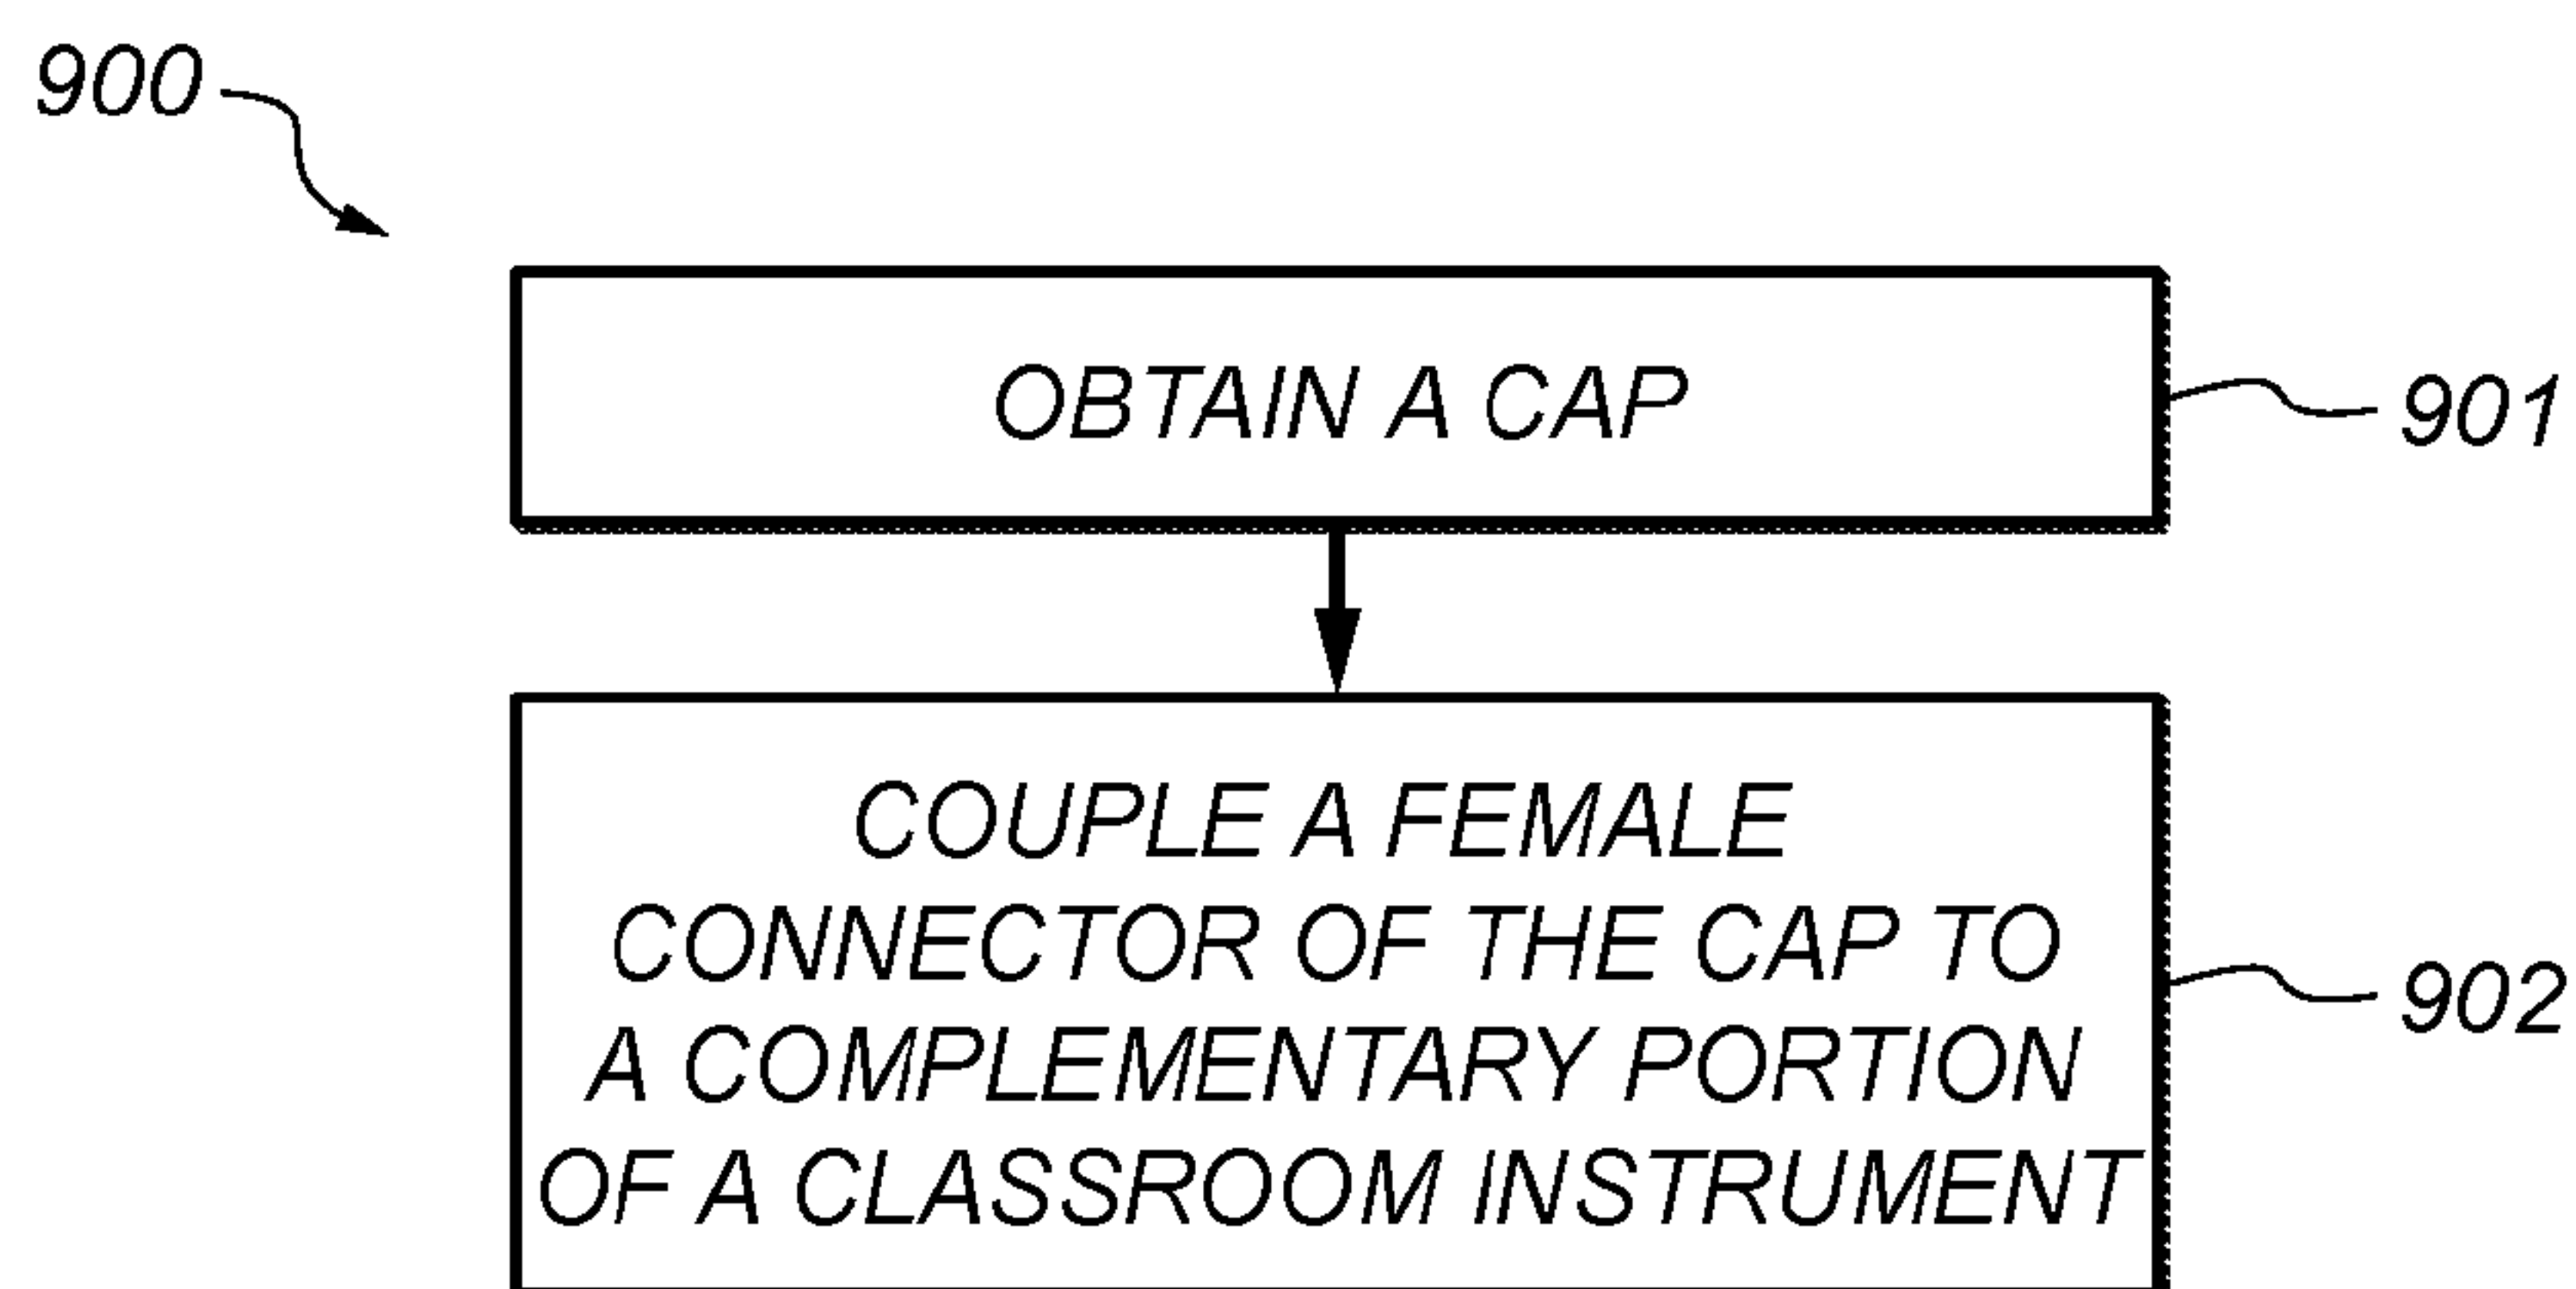 900
OBTAIN A CAP
901
COUPLE A FEMALE
CONNECTOR OF THE CAP TO
A COMPLEMENTARY PORTION
OF A CLASSROOM INSTRUMENT
902